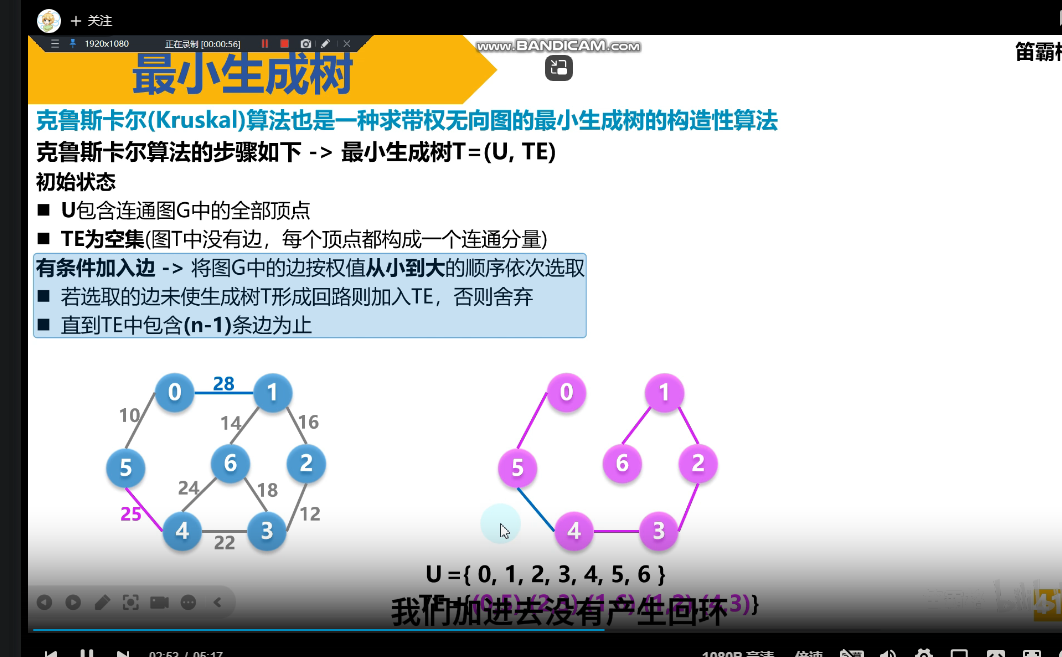 + 关注
1920x1080 正在录制 [00:00:56]
www.BANDICAM.com
最小生成树
克鲁斯卡尔(Kruskal)算法也是一种求带权无向图的最小生成树的构造性算法
克鲁斯卡尔算法的步骤如下 -> 最小生成树T=(U, TE)
初始状态
■ U包含连通图G中的全部顶点
■ TE为空集(图T中没有边，每个顶点都构成一个连通分量)
有条件加入边 -> 将图G中的边按权值从小到大的顺序依次选取
■ 若选取的边未使生成树T形成回路则加入TE，否则舍弃
■ 直到TE中包含(n-1)条边为止
0 28 1 0 1
10 14 16
5 6 2 5 6 2
24 18
25 12
4 22 3 4 3
U ={ 0, 1, 2, 3, 4, 5, 6 }
我们加进去没有产生回环
02:53 / 05:17
1080P 高清 倍速